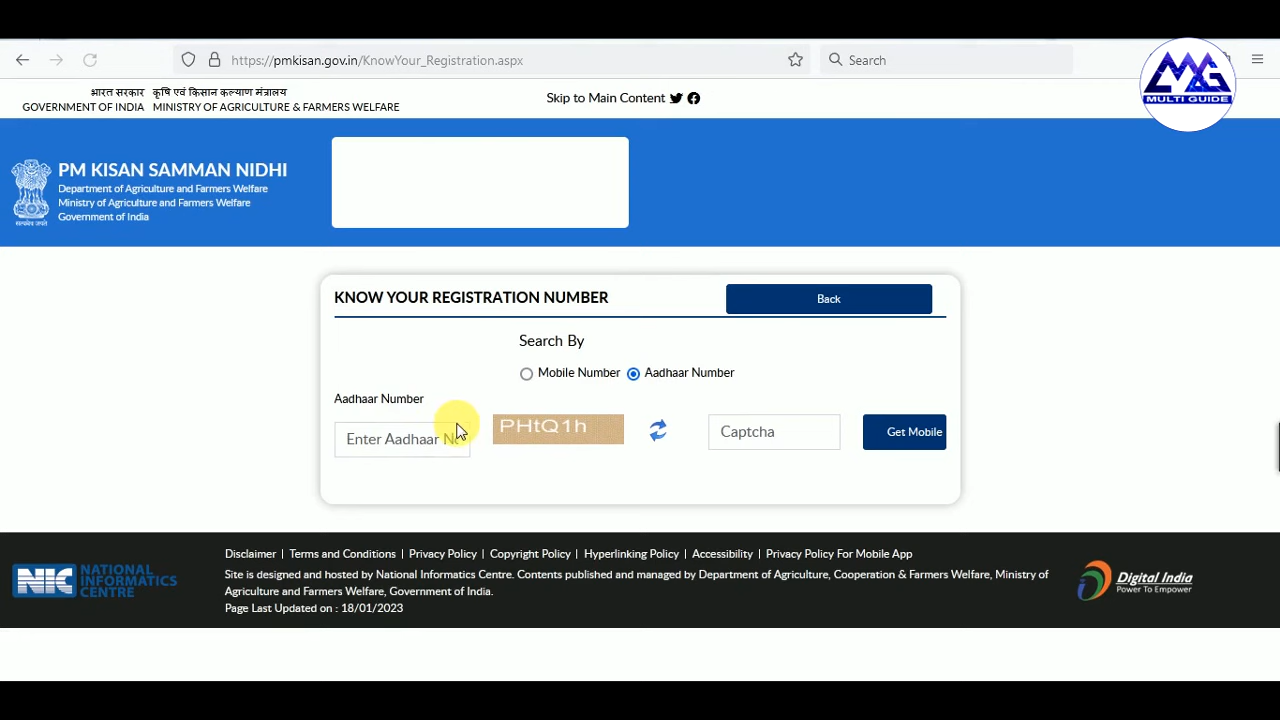 https://pmkisan.gov.in/KnowYour_Registration.aspx
Search
भारत सरकार कृषि एवं किसान कल्याण मंत्रालय
GOVERNMENT OF INDIA MINISTRY OF AGRICULTURE & FARMERS WELFARE
Skip to Main Content
MULTI GUIDE
PM KISAN SAMMAN NIDHI
Department of Agriculture and Farmers Welfare
Ministry of Agriculture and Farmers Welfare
Government of India
KNOW YOUR REGISTRATION NUMBER
Back
Search By
Mobile Number Aadhaar Number
Aadhaar Number
Enter Aadhaar
PHtQ1h
Captcha
Get Mobile
Disclaimer | Terms and Conditions | Privacy Policy | Copyright Policy | Hyperlinking Policy | Accessibility | Privacy Policy For Mobile App
Site is designed and hosted by National Informatics Centre. Contents published and managed by Department of Agriculture, Cooperation & Farmers Welfare, Ministry of
Agriculture and Farmers Welfare, Government of India.
Page Last Updated on : 18/01/2023
NIC NATIONAL
INFORMATICS
CENTRE
Digital India
Power To Empower